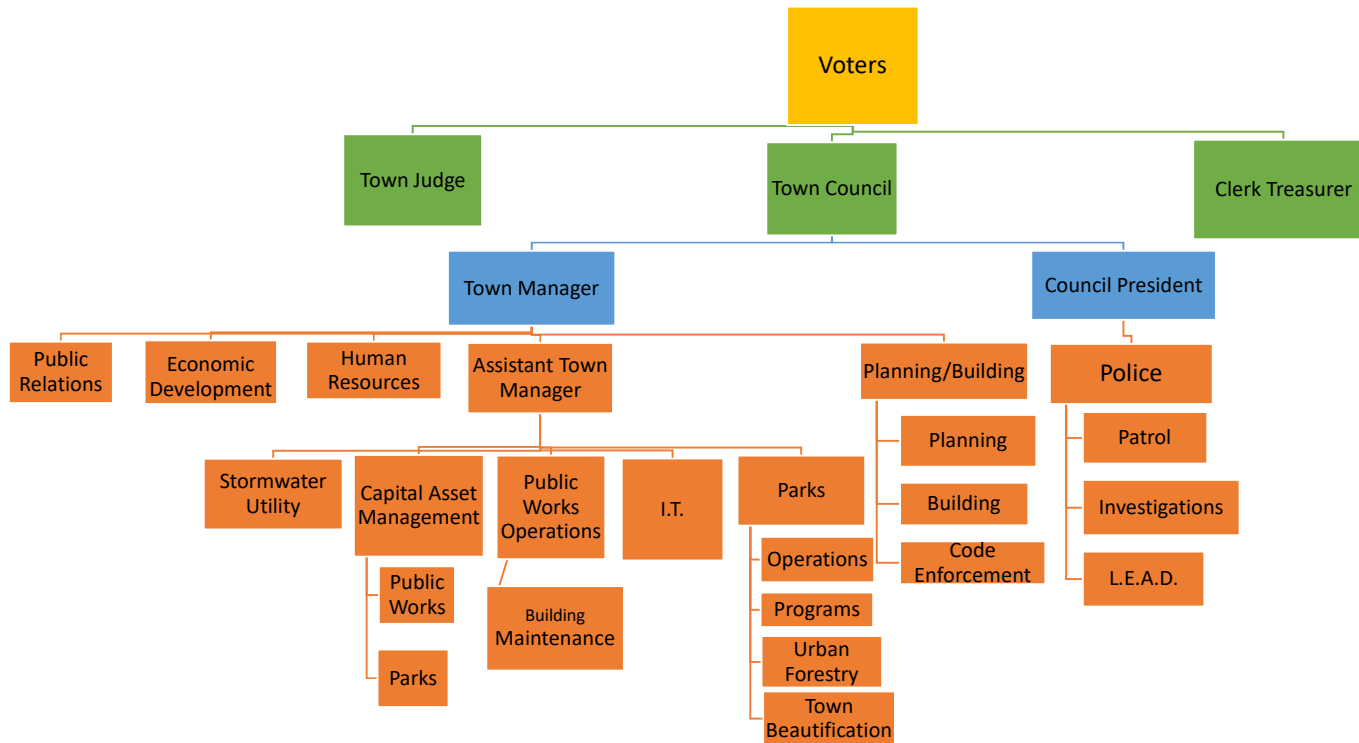 Voters
Town Judge
Town Council
Clerk Treasurer
Town Manager
Council President
Public
Relations
Economic
Development
Human
Resources
Assistant Town
Manager
Planning/Building
Police
Stormwater
Utility
Capital Asset
Management
Public
Works
Operations
I.T.
Parks
Planning
Building
Code
Enforcement
Patrol
Investigations
L.E.A.D.
Public
Works
Parks
Building
Maintenance
Operations
Programs
Urban
Forestry
Town
Beautification